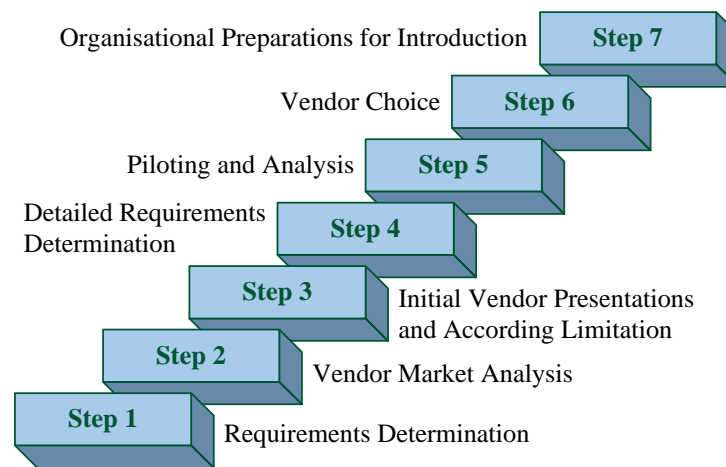 Organisational Preparations for Introduction
Step 7
Vendor Choice
Step 6
Piloting and Analysis
Step 5
Detailed Requirements
Determination
Step 4
Step 3
Initial Vendor Presentations
and According Limitation
Step 2
Vendor Market Analysis
Step 1
Requirements Determination